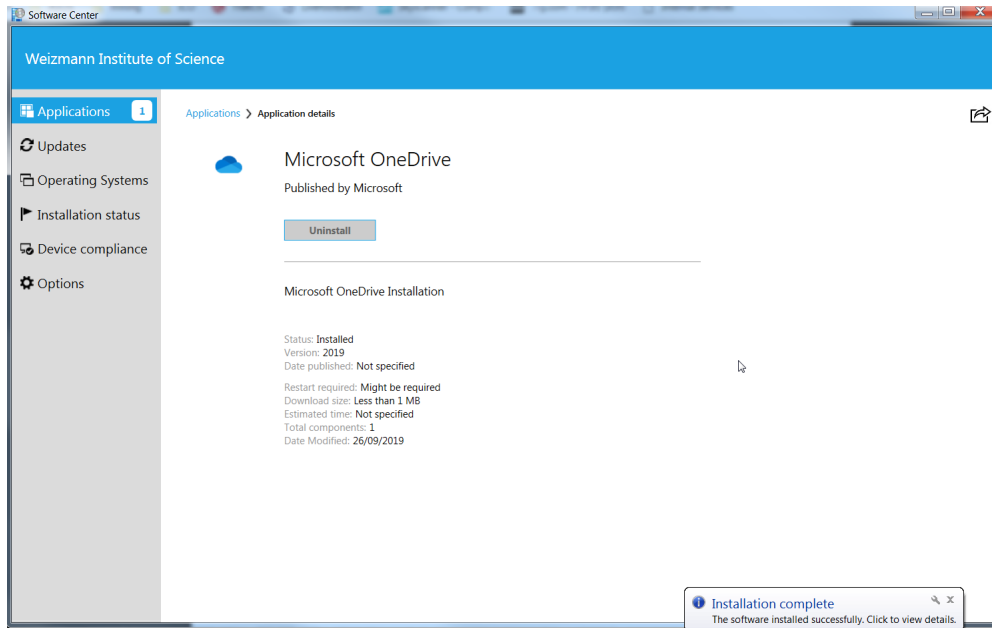 Software Center
Weizmann Institute of Science
Applications 1
Updates
Operating Systems
Installation status
Device compliance
Options
Applications > Application details
Microsoft OneDrive
Published by Microsoft
Uninstall
Microsoft OneDrive Installation
Status: Installed
Version: 2019
Date published: Not specified
Restart required: Might be required
Download size: Less than 1 MB
Estimated time: Not specified
Total components: 1
Date Modified: 26/09/2019
Installation complete
The software installed successfully. Click to view details.